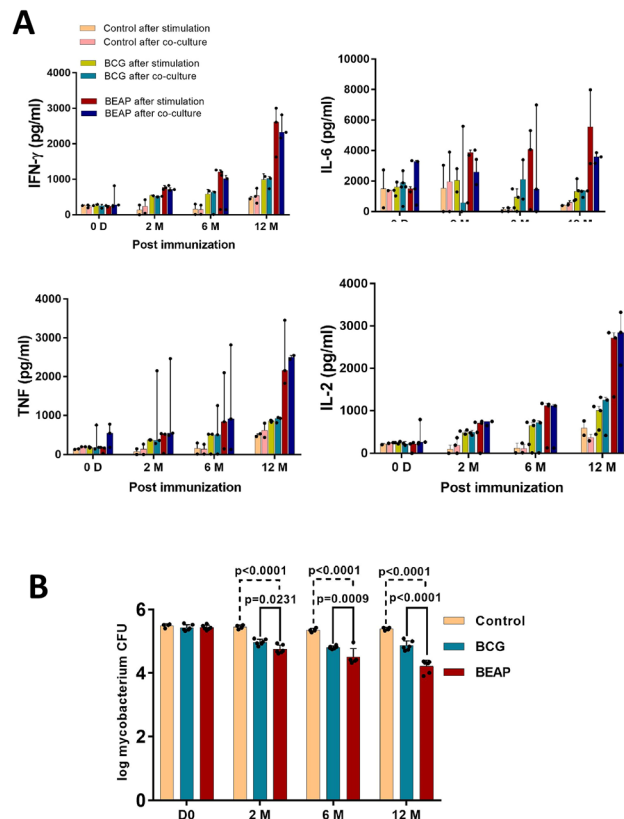 A
Control after stimulation
Control after co-culture
BCG after stimulation
BCG after co-culture
BEAP after stimulation
BEAP after co-culture
IFN-γ (pg/ml)
4000
3000
2000
1000
0
0 D
2 M
6 M
12 M
Post immunization
IL-6 (pg/ml)
10000
8000
6000
4000
2000
0
TNF (pg/ml)
4000
3000
2000
1000
0
0 D
2 M
6 M
12 M
Post immunization
IL-2 (pg/ml)
4000
3000
2000
1000
0
0 D
2 M
6 M
12 M
Post immunization
B
p<0.0001
p<0.0001
p<0.0001
p=0.0231
p=0.0009
p<0.0001
log mycobacterium CFU
6
4
2
0
D0
2 M
6 M
12 M
Control
BCG
BEAP